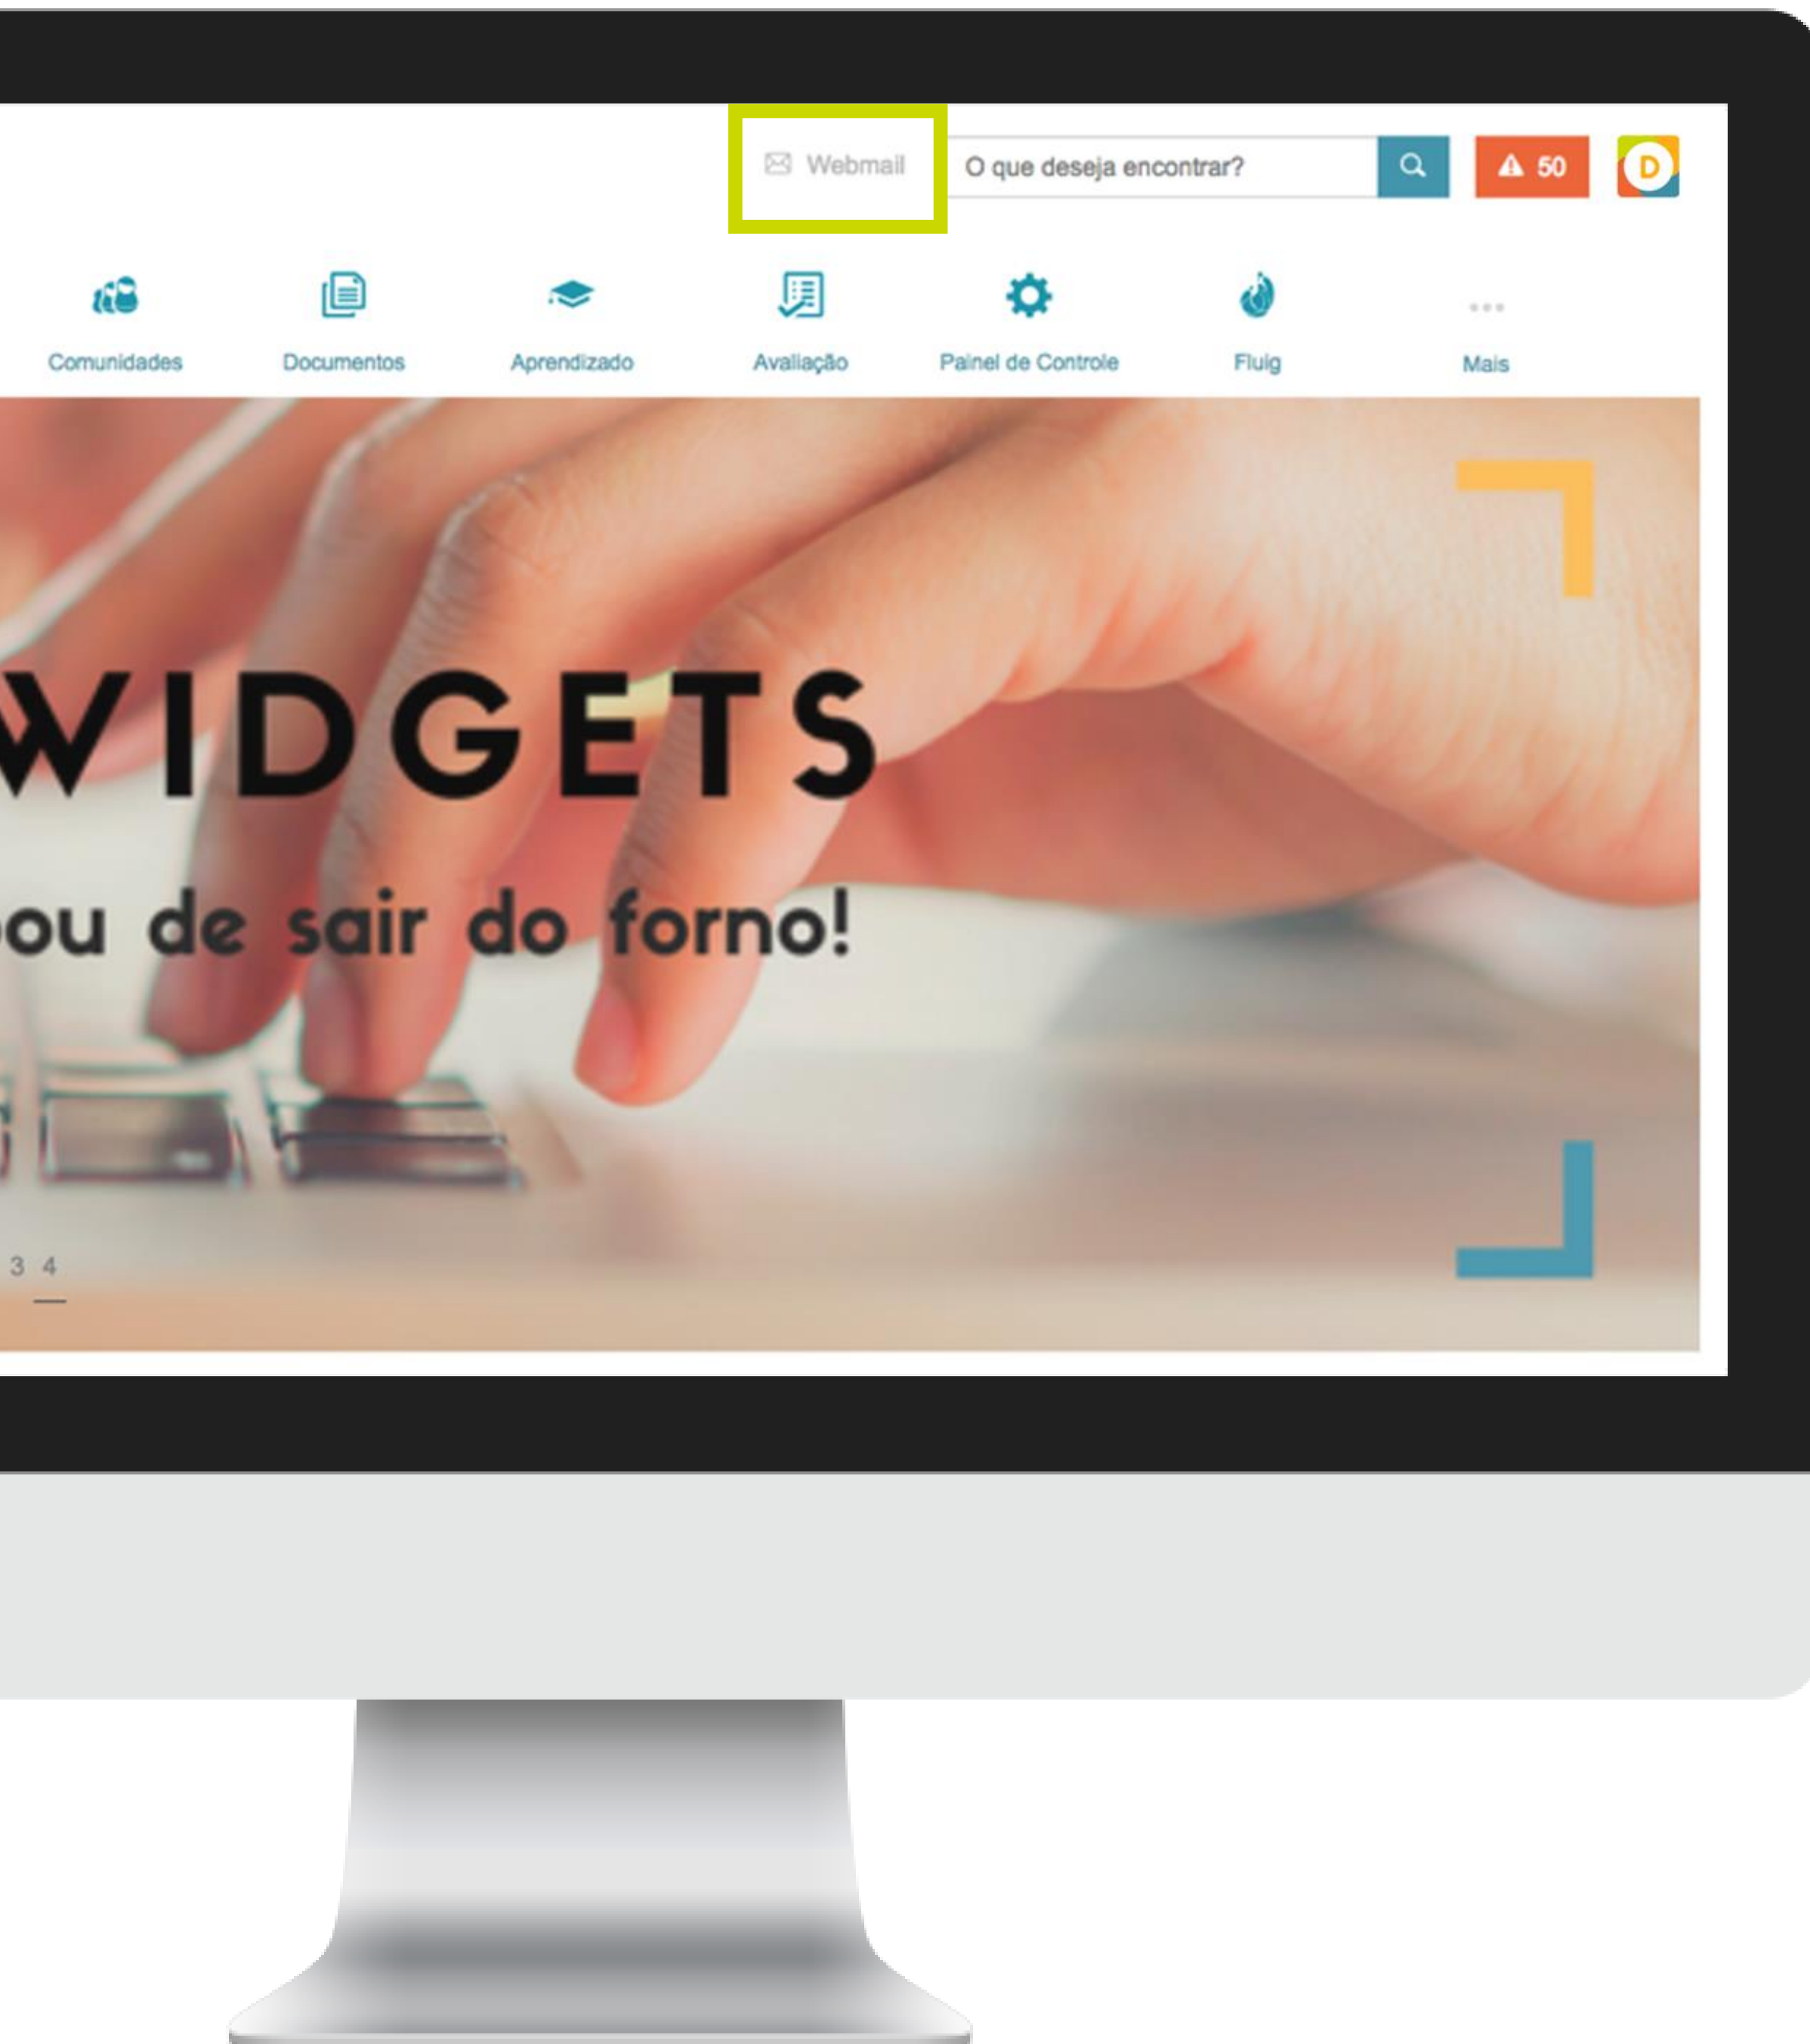 Webmail
O que deseja encontrar?
50
D
Comunidades
Documentos
Aprendizado
Avaliação
Painel de Controle
Fluig
Mais
WIDGETS
ou de sair do forno!
3 4